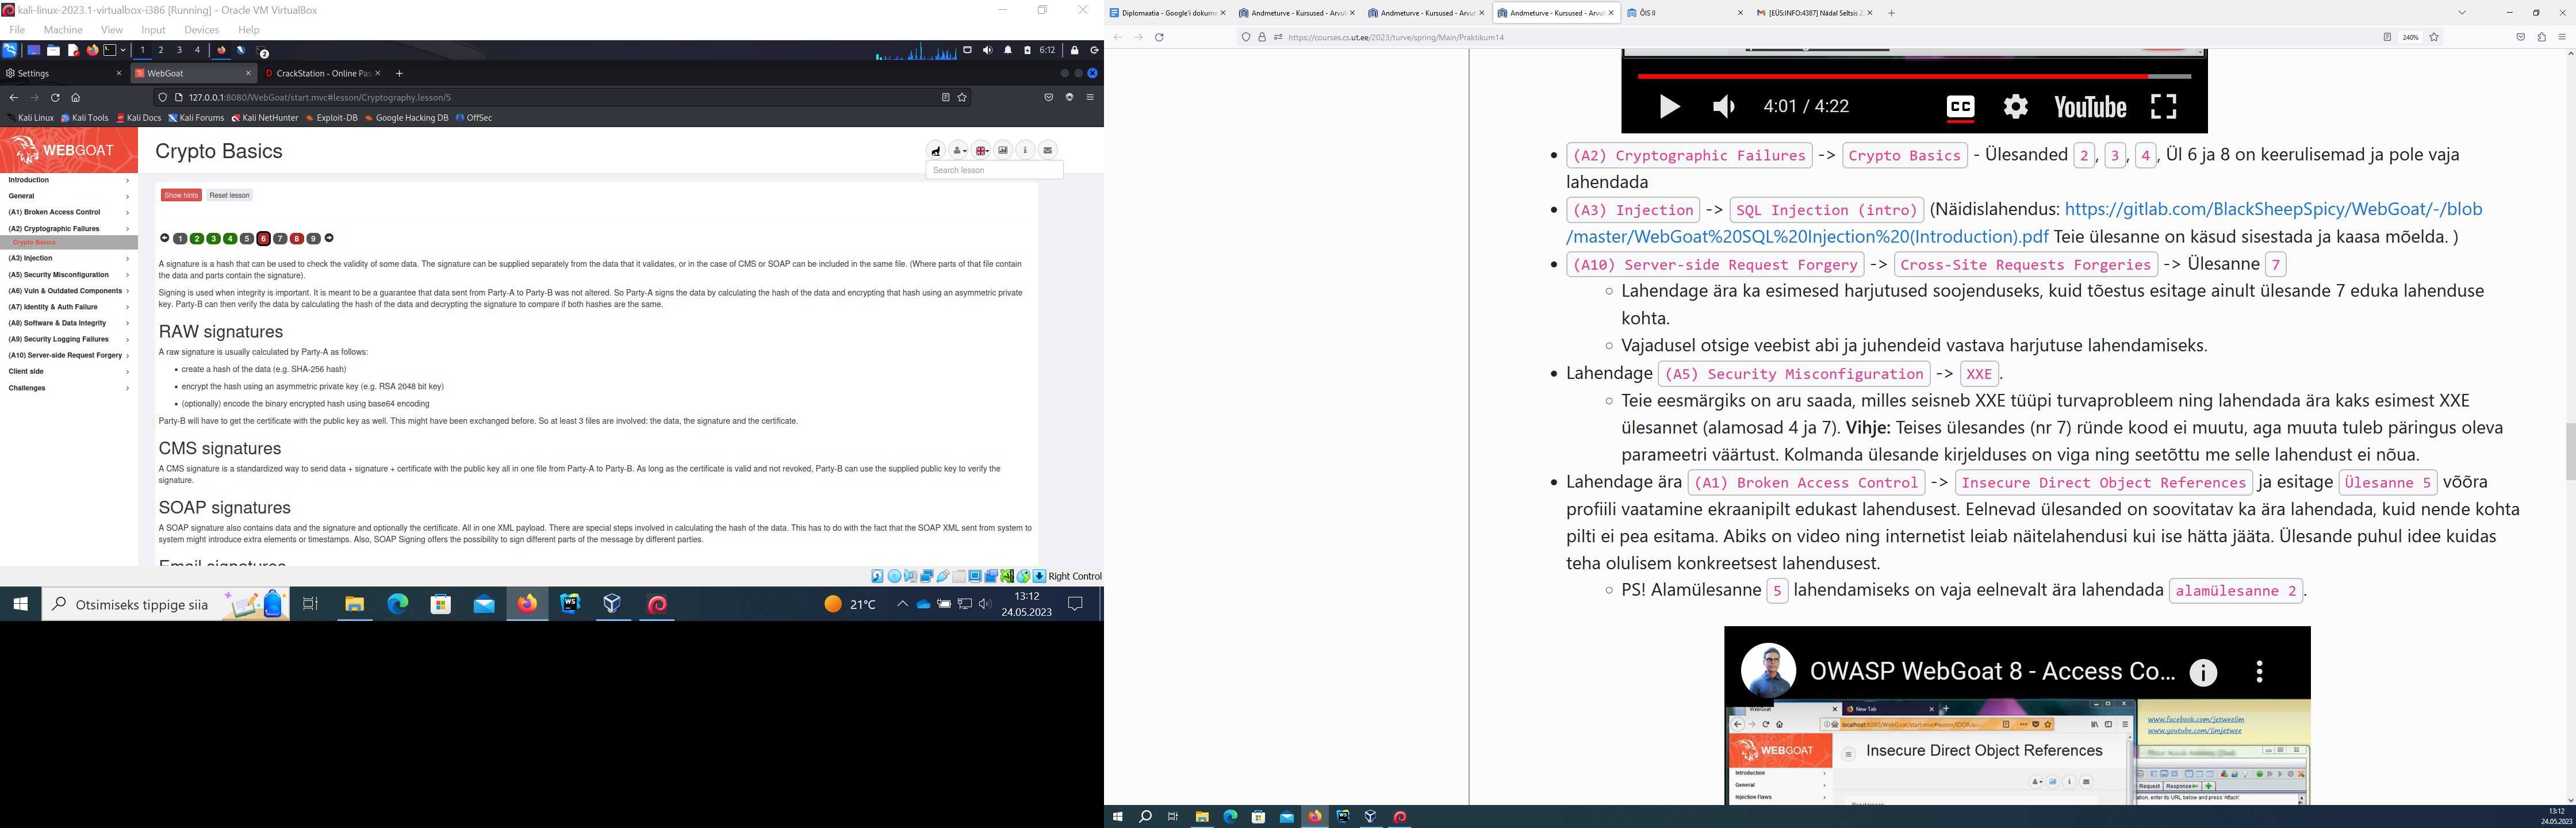 kali-linux-2023.1-virtualbox-i386 [Running] - Oracle VM VirtualBox
File Machine View Input Devices Help
1 2 3 4
2
6:12
Settings
WebGoat
CrackStation - Online Pas
127.0.0.1:8080/WebGoat/start.mvc#lesson/Cryptography.lesson/5
Kali Linux Kali Tools Kali Docs Kali Forums Kali NetHunter Exploit-DB Google Hacking DB OffSec
WEBGOAT
Introduction
General
(A1) Broken Access Control
(A2) Cryptographic Failures
Crypto Basics
(A3) Injection
(A5) Security Misconfiguration
(A6) Vuln & Outdated Components
(A7) Identity & Auth Failure
(A8) Software & Data Integrity
(A9) Security Logging Failures
(A10) Server-side Request Forgery
Client side
Challenges
Crypto Basics
Search lesson
Show hints Reset lesson
1 2 3 4 5 6 7 8 9
A signature is a hash that can be used to check the validity of some data. The signature can be supplied separately from the data that it validates, or in the case of CMS or SOAP can be included in the same file. (Where parts of that file contain
the data and parts contain the signature).
Signing is used when integrity is important. It is meant to be a guarantee that data sent from Party-A to Party-B was not altered. So Party-A signs the data by calculating the hash of the data and encrypting that hash using an asymmetric private
key. Party-B can then verify the data by calculating the hash of the data and decrypting the signature to compare if both hashes are the same.
RAW signatures
A raw signature is usually calculated by Party-A as follows:
• create a hash of the data (e.g. SHA-256 hash)
• encrypt the hash using an asymmetric private key (e.g. RSA 2048 bit key)
• (optionally) encode the binary encrypted hash using base64 encoding
Party-B will have to get the certificate with the public key as well. This might have been exchanged before. So at least 3 files are involved: the data, the signature and the certificate.
CMS signatures
A CMS signature is a standardized way to send data + signature + certificate with the public key all in one file from Party-A to Party-B. As long as the certificate is valid and not revoked, Party-B can use the supplied public key to verify the
signature.
SOAP signatures
A SOAP signature also contains data and the signature and optionally the certificate. All in one XML payload. There are special steps involved in calculating the hash of the data. This has to do with the fact that the SOAP XML sent from system to
system might introduce extra elements or timestamps. Also, SOAP Signing offers the possibility to sign different parts of the message by different parties.
Email signatures
Right Control
Otsimiseks tippige siia
21°C
13:12
24.05.2023
Diplomaatia - Google'i dokume
Andmeturve - Kursused - Arvut
Andmeturve - Kursused - Arvut
Andmeturve - Kursused - Arvut
ÕIS II
[EÜS:INFO:4387] Nädal Seltsis 2
https://courses.cs.ut.ee/2023/turve/spring/Main/Praktikum14
240%
4:01 / 4:22
CC
YouTube
• (A2) Cryptographic Failures -> Crypto Basics - Ülesanded 2, 3, 4, Ül 6 ja 8 on keerulisemad ja pole vaja
lahendada
• (A3) Injection -> SQL Injection (intro) (Näidislahendus: https://gitlab.com/BlackSheepSpicy/WebGoat/-/blob
/master/WebGoat%20SQL%20Injection%20(Introduction).pdf Teie ülesanne on käsud sisestada ja kaasa mõelda. )
• (A10) Server-side Request Forgery -> Cross-Site Requests Forgeries -> Ülesanne 7
◦ Lahendage ära ka esimesed harjutused soojenduseks, kuid tõestus esitage ainult ülesande 7 eduka lahenduse
kohta.
◦ Vajadusel otsige veebist abi ja juhendeid vastava harjutuse lahendamiseks.
• Lahendage (A5) Security Misconfiguration -> XXE.
◦ Teie eesmärgiks on aru saada, milles seisneb XXE tüüpi turvaprobleem ning lahendada ära kaks esimest XXE
ülesannet (alamosad 4 ja 7). Vihje: Teises ülesandes (nr 7) ründe kood ei muutu, aga muuta tuleb päringus oleva
parameetri väärtust. Kolmanda ülesande kirjelduses on viga ning seetõttu me selle lahendust ei nõua.
• Lahendage ära (A1) Broken Access Control -> Insecure Direct Object References ja esitage Ülesanne 5 võõra
profiili vaatamine ekraanipilt edukast lahendusest. Eelnevad ülesanded on soovitatav ka ära lahendada, kuid nende kohta
pilti ei pea esitama. Abiks on video ning internetist leiab näitelahendusi kui ise hätta jääta. Ülesande puhul idee kuidas
teha olulisem konkreetsest lahendusest.
◦ PS! Alamülesanne 5 lahendamiseks on vaja eelnevalt ära lahendada alamülesanne 2.
OWASP WebGoat 8 - Access Co...
WebGoat
New Tab
WEBGOAT
Insecure Direct Object References
Introduction
General
Injection Flaws
www.facebook.com/jetweelim
www.youtube.com/limjetwee
Request Response
13:12
24.05.2023